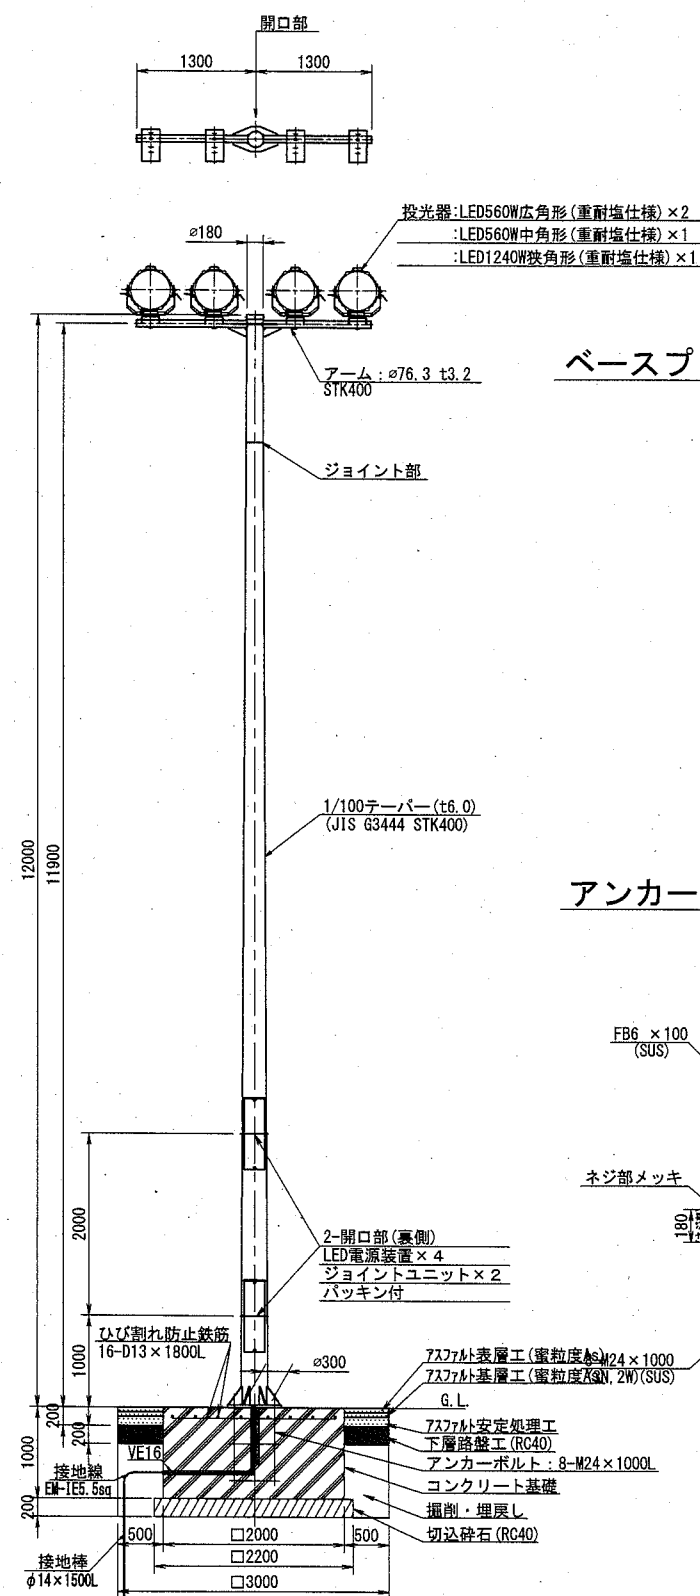 開口部
1300
1300
投光器:LED560W広角形(重耐塩仕様)×2
:LED560W中角形(重耐塩仕様)×1
:LED1240W狭角形(重耐塩仕様)×1
ø180
アーム:ø76.3 t3.2
STK400
ベースプ
ジョイント部
1/100テーパー(t6.0)
(JIS G3444 STK400)
12000
11900
アンカー
FB6 ×100
(SUS)
ネジ部メッキ
180
2000
2-開口部(裏側)
LED電源装置×4
ジョイントユニット×2
パッキン付
1000
ひび割れ防止鉄筋
16-D13×1800L
ø300
アスファルト表層工(密粒度As)
8-M24×1000
アスファルト基層工(密粒度As)
(3N,2W)(SUS)
G.L.
200
200
アスファルト安定処理工
下層路盤工(RC40)
1000
VE16
アンカーボルト:8-M24×1000L
接地線
EM-IE5.5sq
コンクリート基礎
掘削・埋戻し
200
切込砕石(RC40)
500
□2000
500
接地棒
φ14×1500L
□2200
□3000